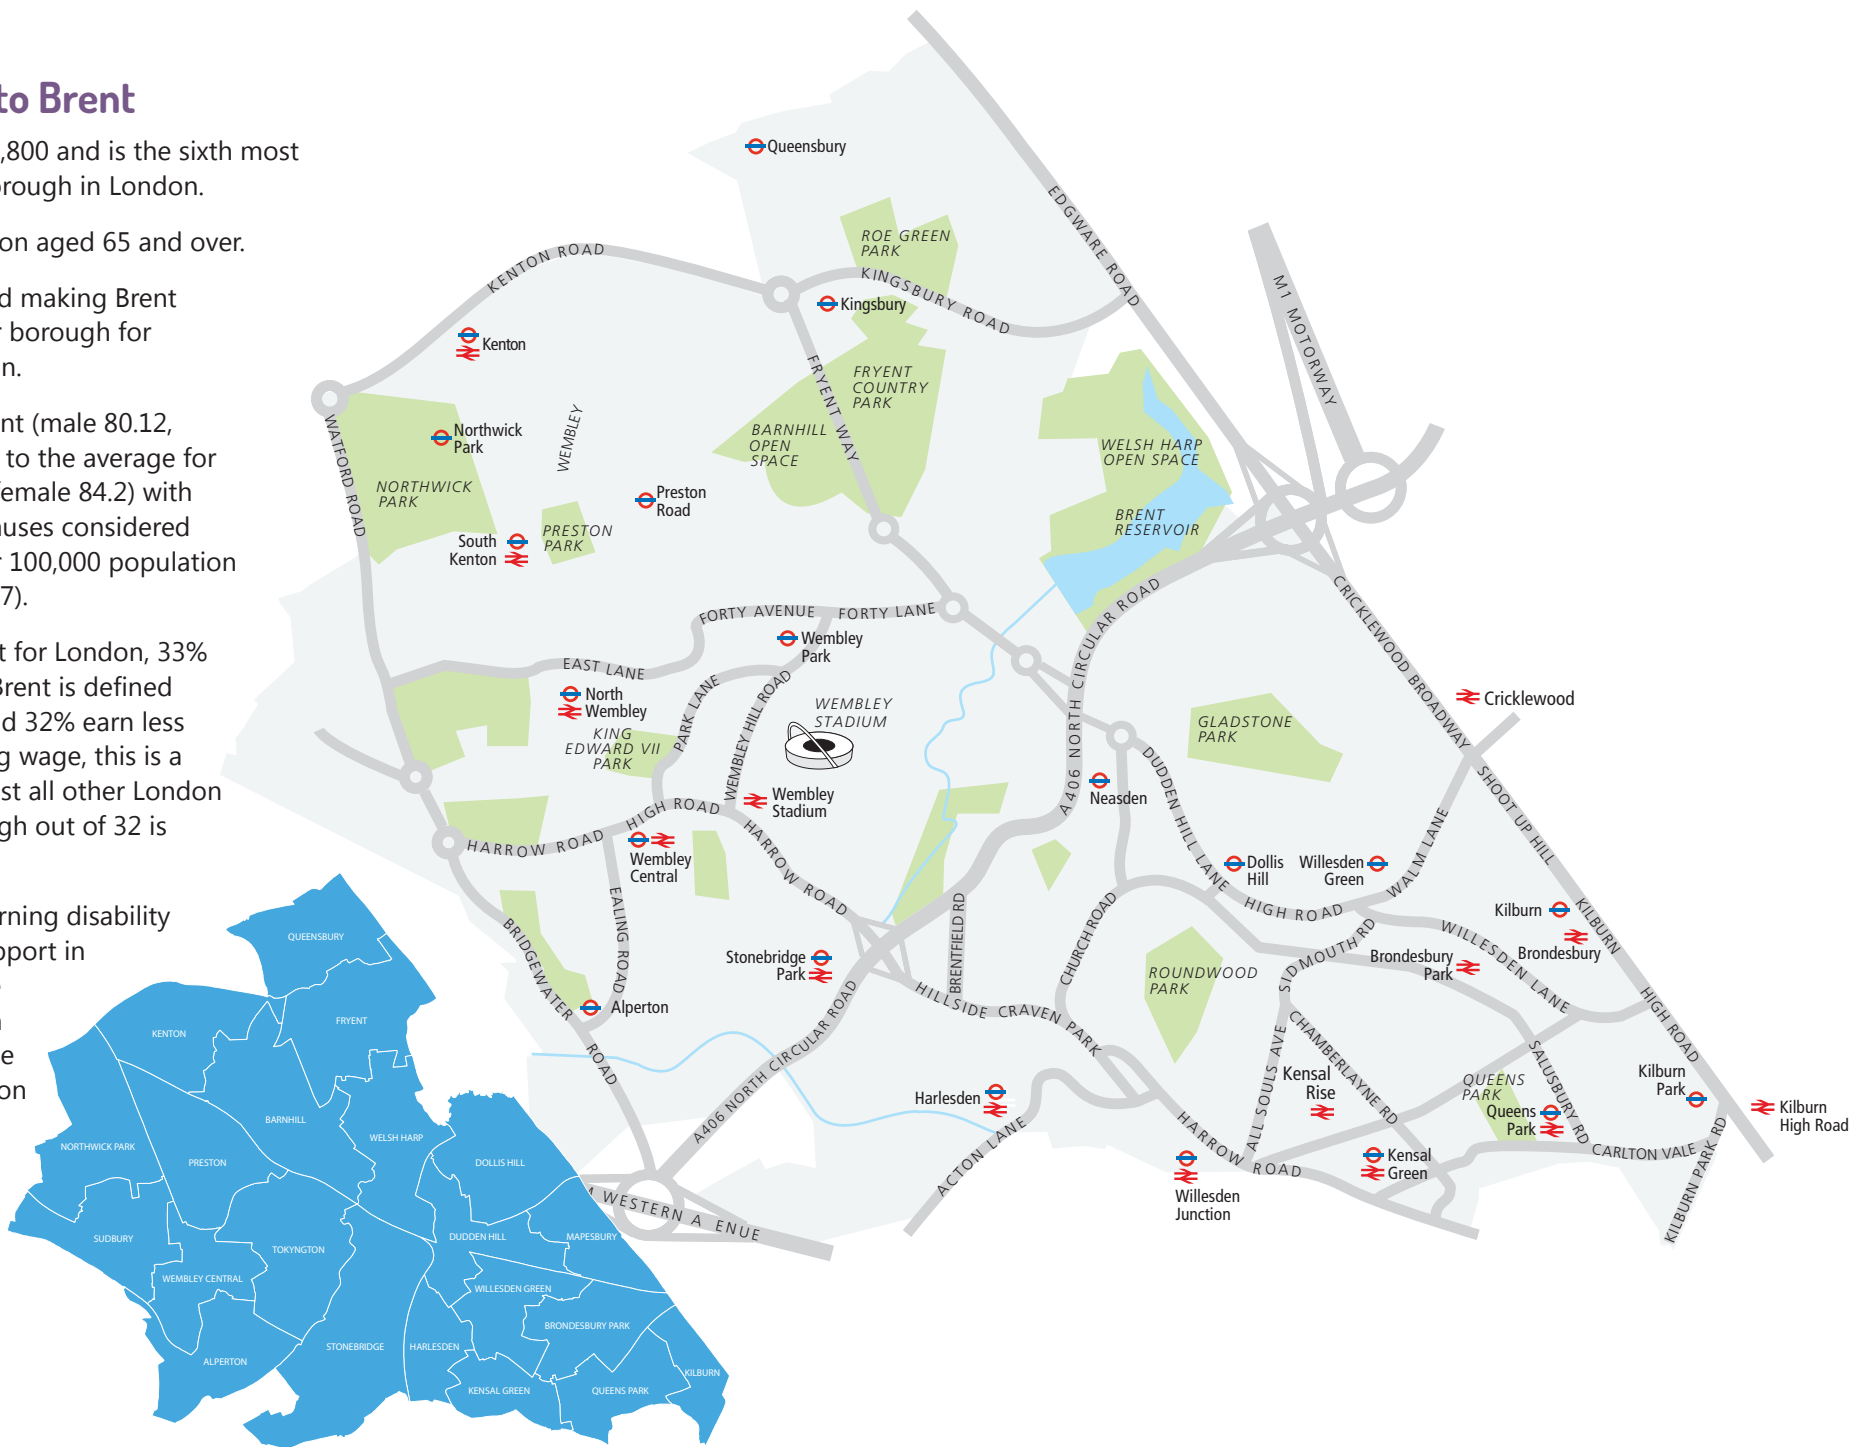 to Brent
,800 and is the sixth most
orough in London.
on aged 65 and over.
d making Brent
r borough for
n.
nt (male 80.12,
to the average for
female 84.2) with
auses considered
r 100,000 population
7).
t for London, 33%
Brent is defined
d 32% earn less
g wage, this is a
st all other London
gh out of 32 is
rning disability
pport in
on
QUEENSBURY
FRYENT
KENTON
BARNHILL
WELSH HARP
NORTHWICK PARK
PRESTON
DOLLIS HILL
SUDBURY
TOKYNGTON
DUDDEN HILL
MAPESBURY
WEMBLEY CENTRAL
WILLESDEN GREEN
BRONDESBURY PARK
STONEBRIDGE
HARLESDEN
ALPERTON
KENSAL GREEN
QUEENS PARK
KILBURN
Queensbury
EDGWARE ROAD
ROE GREEN
PARK
KENTON ROAD
KINGSBURY ROAD
Kingsbury
M1 MOTORWAY
Kenton
FRYENT WAY
FRYENT
COUNTRY
PARK
WATFORD ROAD
Northwick
Park
WEMBLEY
BARNHILL
OPEN
SPACE
WELSH HARP
OPEN SPACE
NORTHWICK
PARK
Preston
Road
BRENT
RESERVOIR
South
Kenton
PRESTON
PARK
FORTY AVENUE
FORTY LANE
CRICKLEWOOD BROADWAY
Wembley
Park
EAST LANE
North
Wembley
PARK LANE
WEMBLEY HILL ROAD
WEMBLEY
STADIUM
A406 NORTH CIRCULAR ROAD
Cricklewood
GLADSTONE
PARK
KING
EDWARD VII
PARK
Neasden
DUDDEN HILL LANE
SHOOT UP HILL
Wembley
Stadium
HIGH ROAD
HARROW ROAD
HARROW ROAD
Wembley
Central
Dollis
Hill
Willesden
Green
WALM LANE
HIGH ROAD
EALING ROAD
BRIDGEWATER
ROAD
Kilburn
KILBURN
Brondesbury
BRENTFIELD RD
CHURCH ROAD
SIDMOUTH RD
WILLESDEN LANE
Brondesbury
Park
Stonebridge
Park
ROUNDWOOD
PARK
Alperton
HILLSIDE
CRAVEN PARK
HIGH ROAD
A406 NORTH CIRCULAR ROAD
ALL SOULS AVE
CHAMBERLAYNE RD
SALUSBURY RD
Kensal
Rise
QUEENS
PARK
Queens
Park
Kilburn
Park
Kilburn
High Road
Harlesden
ACTON LANE
HARROW ROAD
CARLTON VALE
KILBURN PARK RD
Kensal
Green
Willesden
Junction
WESTERN A ENUE